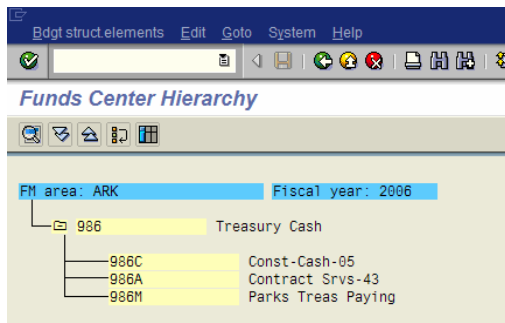 Bdgt struct.elements Edit Goto System Help
Funds Center Hierarchy
FM area: ARK Fiscal year: 2006
986 Treasury Cash
986C Const-Cash-05
986A Contract Srvs-43
986M Parks Treas Paying